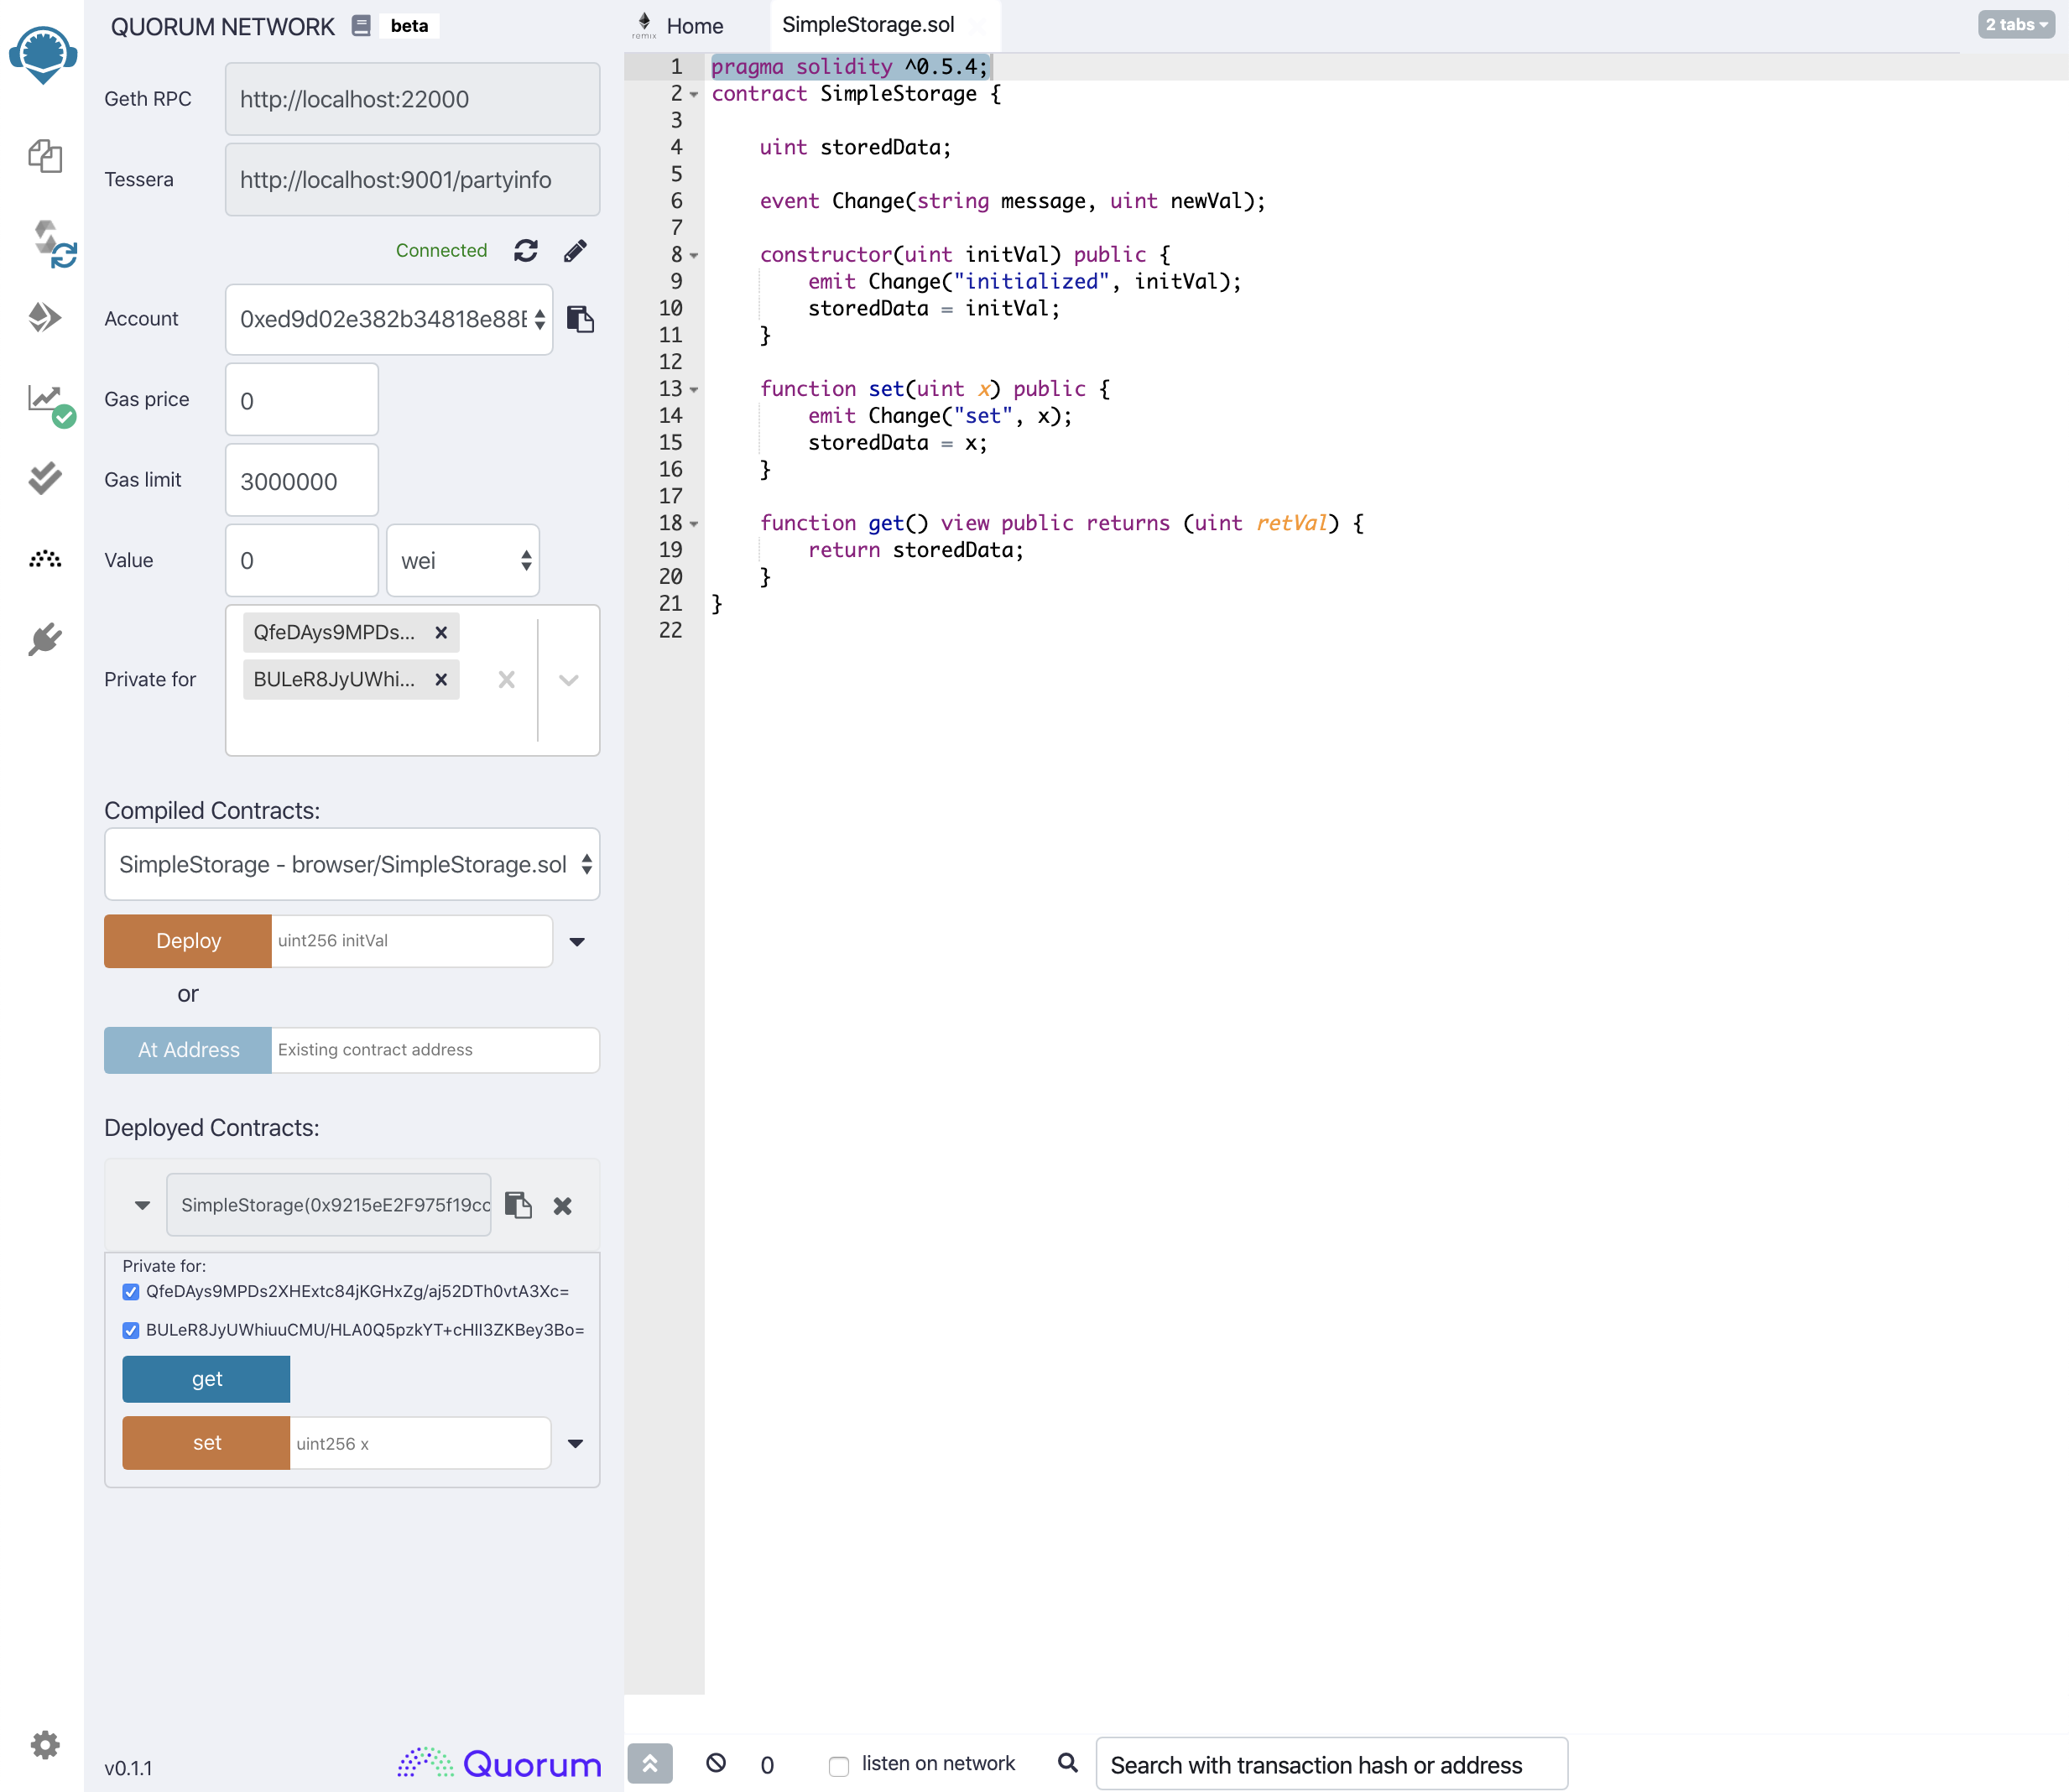 QUORUM NETWORK beta
Geth RPC http://localhost:22000
Tessera http://localhost:9001/partyinfo
Connected
Account 0xed9d02e382b34818e88
Gas price 0
Gas limit 3000000
Value 0 wei
QfeDAys9MPDs...
Private for BULeR8JyUWhi...
Compiled Contracts:
SimpleStorage - browser/SimpleStorage.sol
Deploy uint256 initVal
or
At Address Existing contract address
Deployed Contracts:
SimpleStorage(0x9215eE2F975f19cc
Private for:
QfeDAys9MPDs2XHExtc84jKGHxZg/aj52DTh0vtA3Xc=
BULeR8JyUWhiuuCMU/HLA0Q5pzkYT+cHII3ZKBey3Bo=
get
set uint256 x
v0.1.1 Quorum
remix Home SimpleStorage.sol 2 tabs
1 pragma solidity ^0.5.4;
2 contract SimpleStorage {
3
4 uint storedData;
5
6 event Change(string message, uint newVal);
7
8 constructor(uint initVal) public {
9 emit Change("initialized", initVal);
10 storedData = initVal;
11 }
12
13 function set(uint x) public {
14 emit Change("set", x);
15 storedData = x;
16 }
17
18 function get() view public returns (uint retVal) {
19 return storedData;
20 }
21 }
22
0 listen on network Search with transaction hash or address